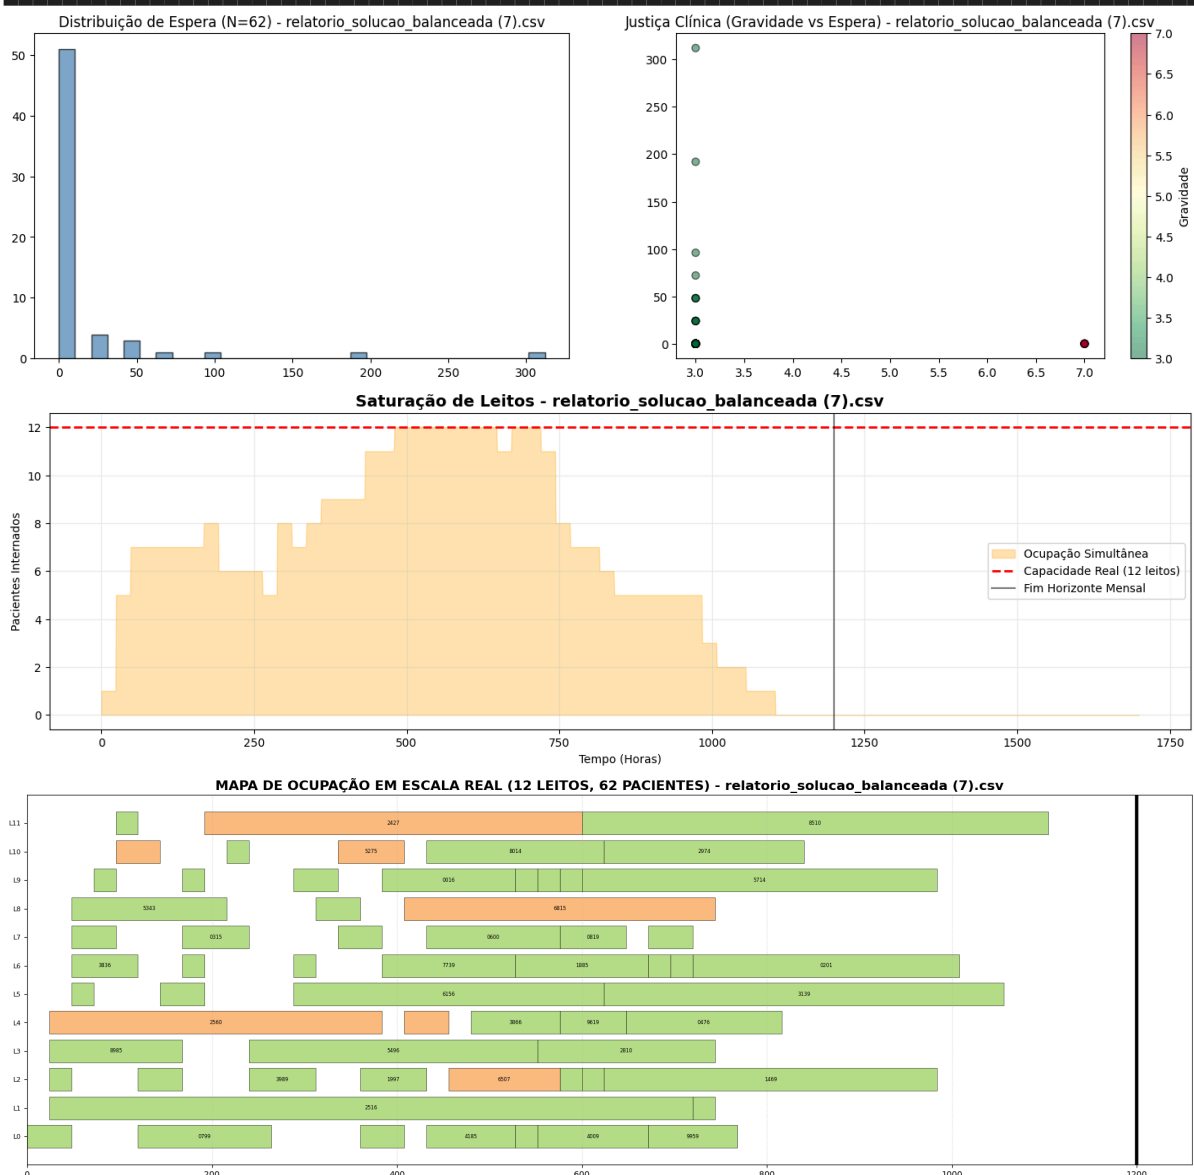 Distribuição de Espera (N=62) - relatorio_solucao_balanceada (7).csv
50
40
30
20
10
0
0 50 100 150 200 250 300
Justiça Clínica (Gravidade vs Espera) - relatorio_solucao_balanceada (7).csv
300
250
200
150
100
50
0
3.0 3.5 4.0 4.5 5.0 5.5 6.0 6.5 7.0
7.0
6.5
6.0
5.5
5.0
4.5
4.0
3.5
3.0
Gravidade
Saturação de Leitos - relatorio_solucao_balanceada (7).csv
12
10
8
6
4
2
0
Pacientes Internados
Ocupação Simultânea
Capacidade Real (12 leitos)
Fim Horizonte Mensal
0 250 500 750 1000 1250 1500 1750
Tempo (Horas)
MAPA DE OCUPAÇÃO EM ESCALA REAL (12 LEITOS, 62 PACIENTES) - relatorio_solucao_balanceada (7).csv
L11 2427 8510
L10 5275 8014 2974
L9 0016 5714
L8 5343 6815
L7 0315 0600 0819
L6 3836 7739 1885 0201
L5 6156 3139
L4 2560 3866 9619 0476
L3 8985 5496 2810
L2 3989 1997 6507 1469
L1 2516
L0 0799 4185 4009 9959
0 200 400 600 800 1000 1200